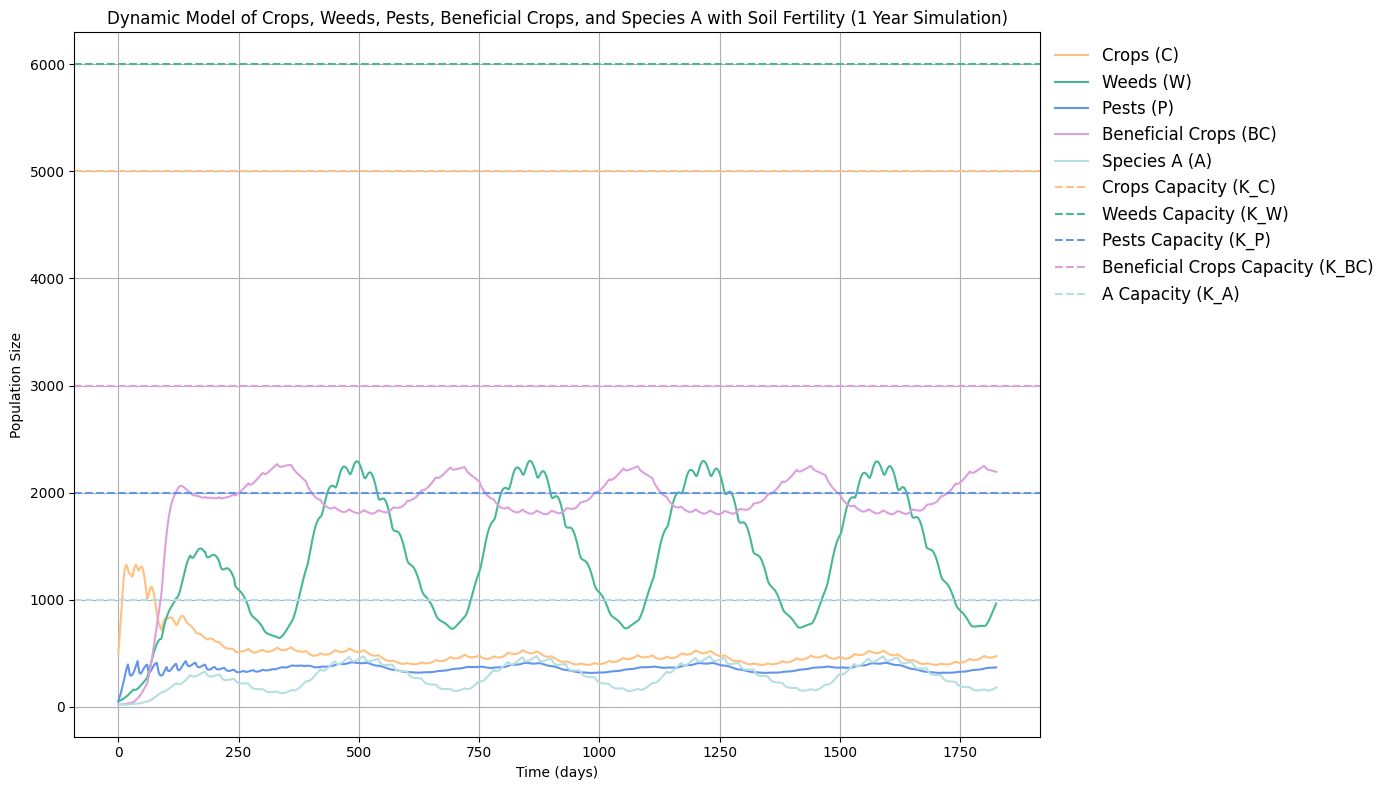 Dynamic Model of Crops, Weeds, Pests, Beneficial Crops, and Species A with Soil Fertility (1 Year Simulation)
6000
5000
4000
3000
2000
1000
0
Population Size
0 250 500 750 1000 1250 1500 1750
Time (days)
Crops (C)
Weeds (W)
Pests (P)
Beneficial Crops (BC)
Species A (A)
Crops Capacity (K_C)
Weeds Capacity (K_W)
Pests Capacity (K_P)
Beneficial Crops Capacity (K_BC)
A Capacity (K_A)